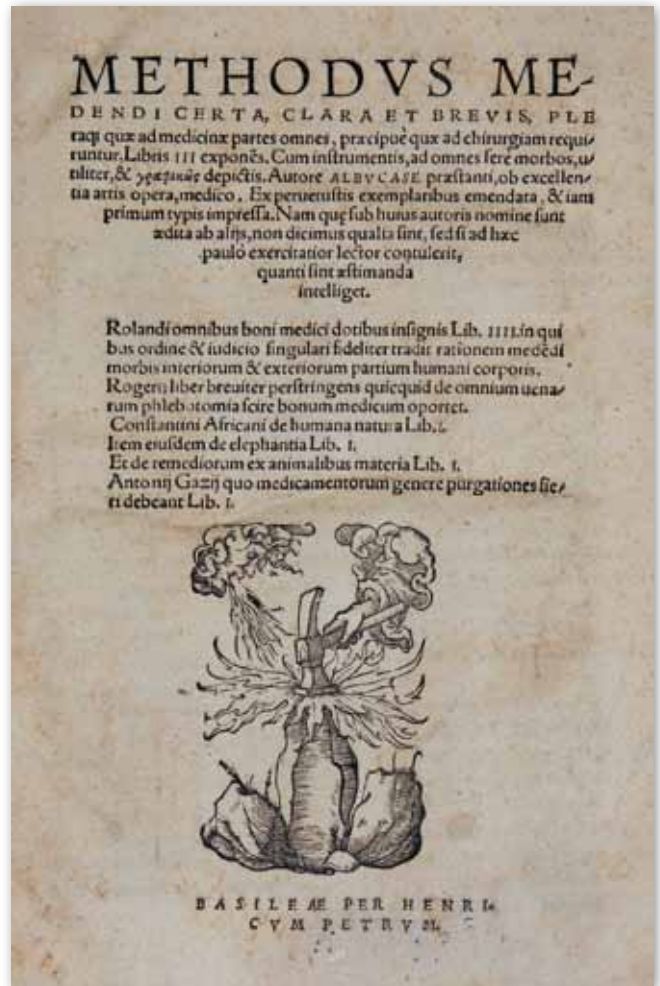 METHODVS ME-
DENDI CERTA, CLARA ET BREVIS, PLE
raqɜ quæ ad medicinæ partes omnes, præcipuè quæ ad chirurgiam requi-
runtur, Libris III exponẽs. Cum instrumentis, ad omnes fere morbos, u-
tiliter, & γραφικῶς depictis. Autore ALBVCASE præstanti, ob excellen-
tia artis opera, medico. Ex peruetustis exemplaribus emendata, & iam
primum typis impressa. Nam quę sub huius autoris nomine sunt
ædita ab alijs, non dicimus qualia sint, sed si ad hæc
paulò exercitatior lector contulerit,
quanti sint æstimanda
intelliget.
Rolandi omnibus boni medici dotibus insignis Lib. IIII. in qui
bus ordine & iudicio singulari fideliter tradit rationem medẽdi
morbis interiorum & exteriorum partium humani corporis.
Rogerij liber breuiter perstringens quicquid de omnium uena-
rum phlebotomia scire bonum medicum oportet.
Constantini Africani de humana natura Lib. I.
Item eiusdem de elephantia Lib. I.
Et de remediorum ex animalibus materia Lib. I.
Antonij Gazij quo medicamentorum genere purgationes fie-
ri debeant Lib. I.
BASILEÆ PER HENRI-
CVM PETRVM.